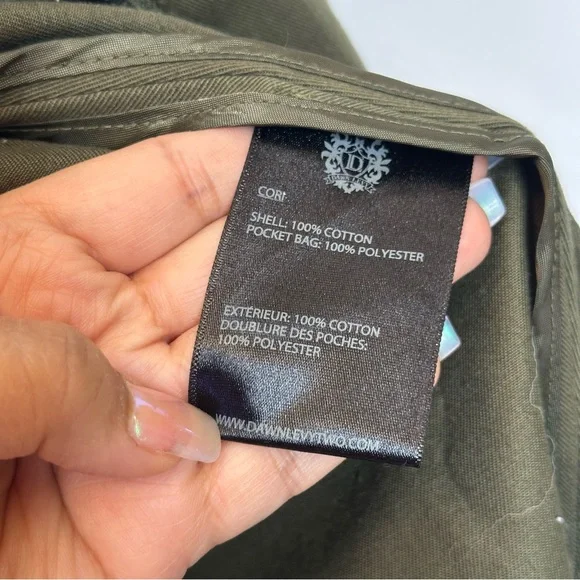 D
CORI
SHELL: 100% COTTON
POCKET BAG: 100% POLYESTER
EXTÉRIEUR: 100% COTTON
DOUBLURE DES POCHES:
100% POLYESTER
WWW.DAWNLEVYTWO.COM